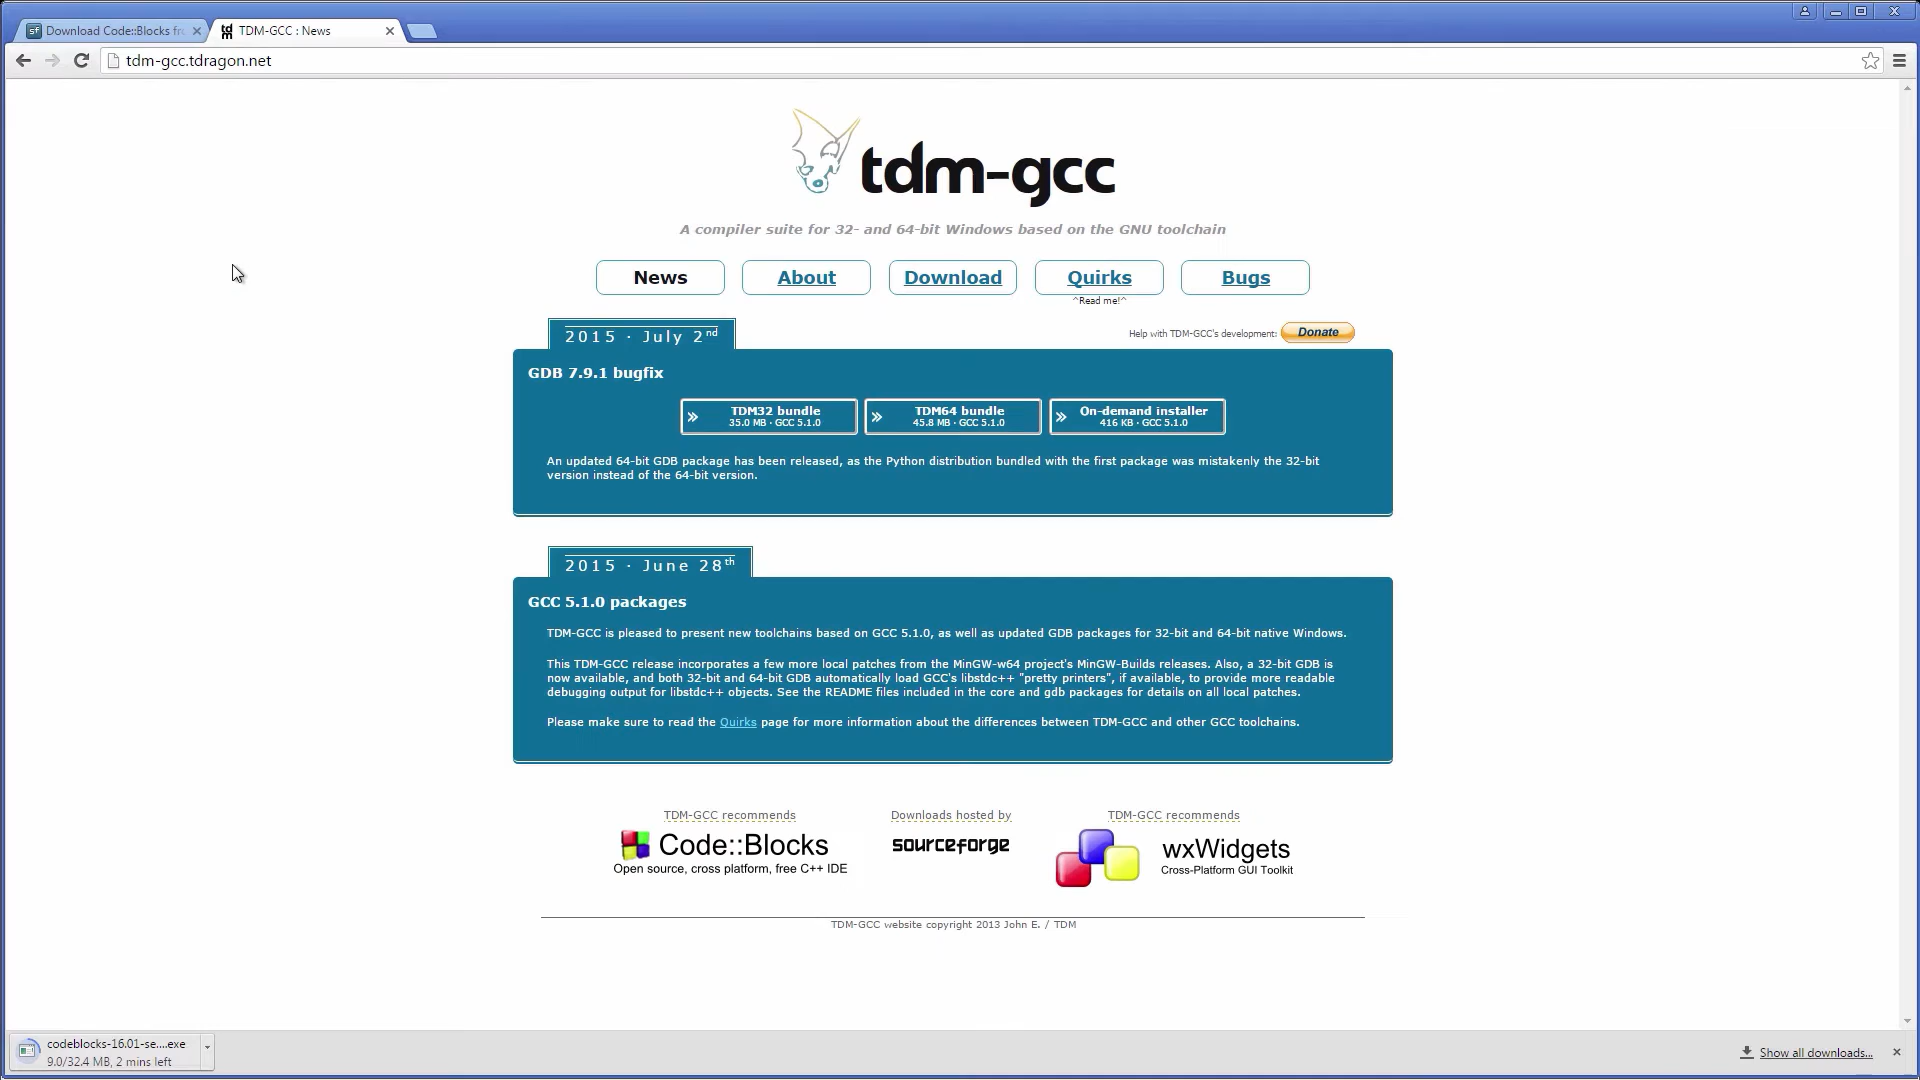 Download Code::Blocks fr
TDM-GCC : News
tdm-gcc.tdragon.net
tdm-gcc
A compiler suite for 32- and 64-bit Windows based on the GNU toolchain
News
About
Download
Quirks
Bugs
^Read me!^
2015 · July 2nd
Help with TDM-GCC's development:
Donate
GDB 7.9.1 bugfix
TDM32 bundle
35.0 MB · GCC 5.1.0
TDM64 bundle
45.8 MB · GCC 5.1.0
On-demand installer
416 KB · GCC 5.1.0
An updated 64-bit GDB package has been released, as the Python distribution bundled with the first package was mistakenly the 32-bit
version instead of the 64-bit version.
2015 · June 28th
GCC 5.1.0 packages
TDM-GCC is pleased to present new toolchains based on GCC 5.1.0, as well as updated GDB packages for 32-bit and 64-bit native Windows.
This TDM-GCC release incorporates a few more local patches from the MinGW-w64 project's MinGW-Builds releases. Also, a 32-bit GDB is
now available, and both 32-bit and 64-bit GDB automatically load GCC's libstdc++ "pretty printers", if available, to provide more readable
debugging output for libstdc++ objects. See the README files included in the core and gdb packages for details on all local patches.
Please make sure to read the Quirks page for more information about the differences between TDM-GCC and other GCC toolchains.
TDM-GCC recommends
Code::Blocks
Open source, cross platform, free C++ IDE
Downloads hosted by
sourceforge
TDM-GCC recommends
wxWidgets
Cross-Platform GUI Toolkit
TDM-GCC website copyright 2013 John E. / TDM
codeblocks-16.01-se....exe
9.0/32.4 MB, 2 mins left
Show all downloads...